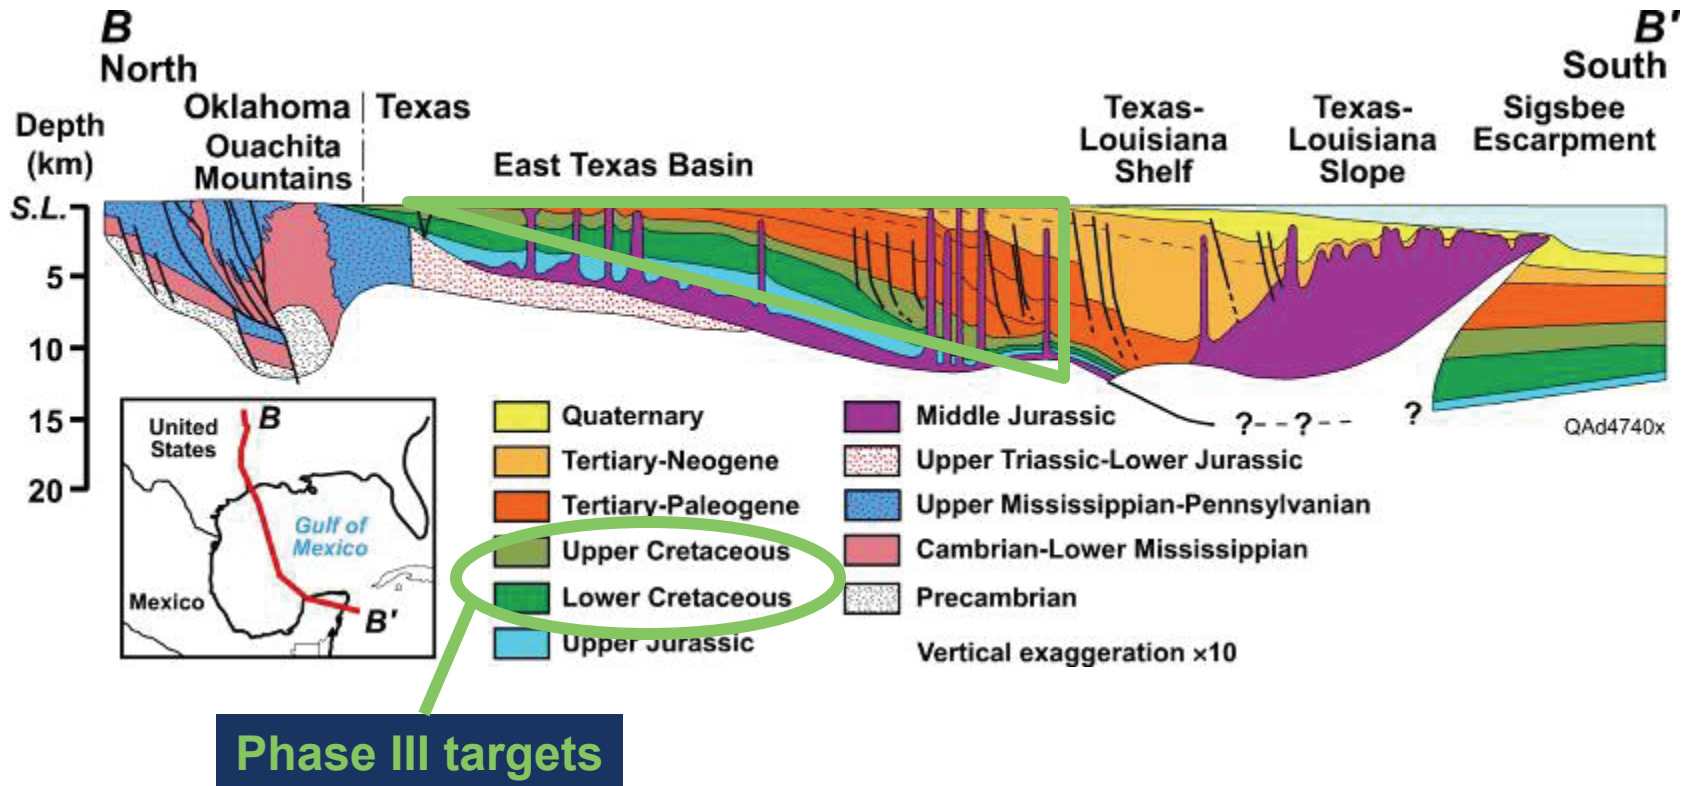 B
North
B'
South
Oklahoma
Texas
Ouachita
Mountains
East Texas Basin
Texas-
Louisiana
Shelf
Texas-
Louisiana
Slope
Sigsbee
Escarpment
Depth
(km)
S.L.
5
10
15
20
?--?--
?
QAd4740x
United
States
B
Gulf of
Mexico
Mexico
B'
Quaternary
Tertiary-Neogene
Tertiary-Paleogene
Upper Cretaceous
Lower Cretaceous
Upper Jurassic
Middle Jurassic
Upper Triassic-Lower Jurassic
Upper Mississippian-Pennsylvanian
Cambrian-Lower Mississippian
Precambrian
Vertical exaggeration ×10
Phase III targets